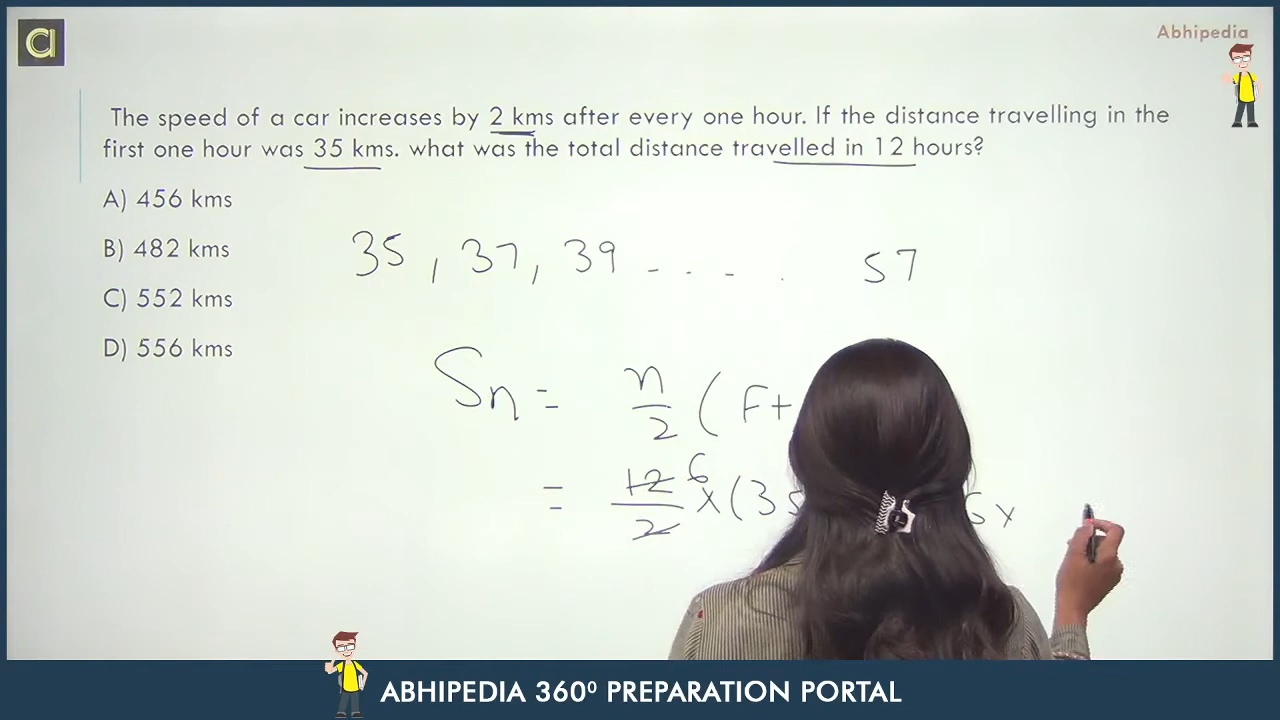 Abhipedia
The speed of a car increases by 2 kms after every one hour. If the distance travelling in the
first one hour was 35 kms. what was the total distance travelled in 12 hours?
A) 456 kms
B) 482 kms
C) 552 kms
D) 556 kms
35, 37, 39 - . - . 57
Sn = n/2 (F+
= 12/2 6 x (35 6x
ABHIPEDIA 360⁰ PREPARATION PORTAL